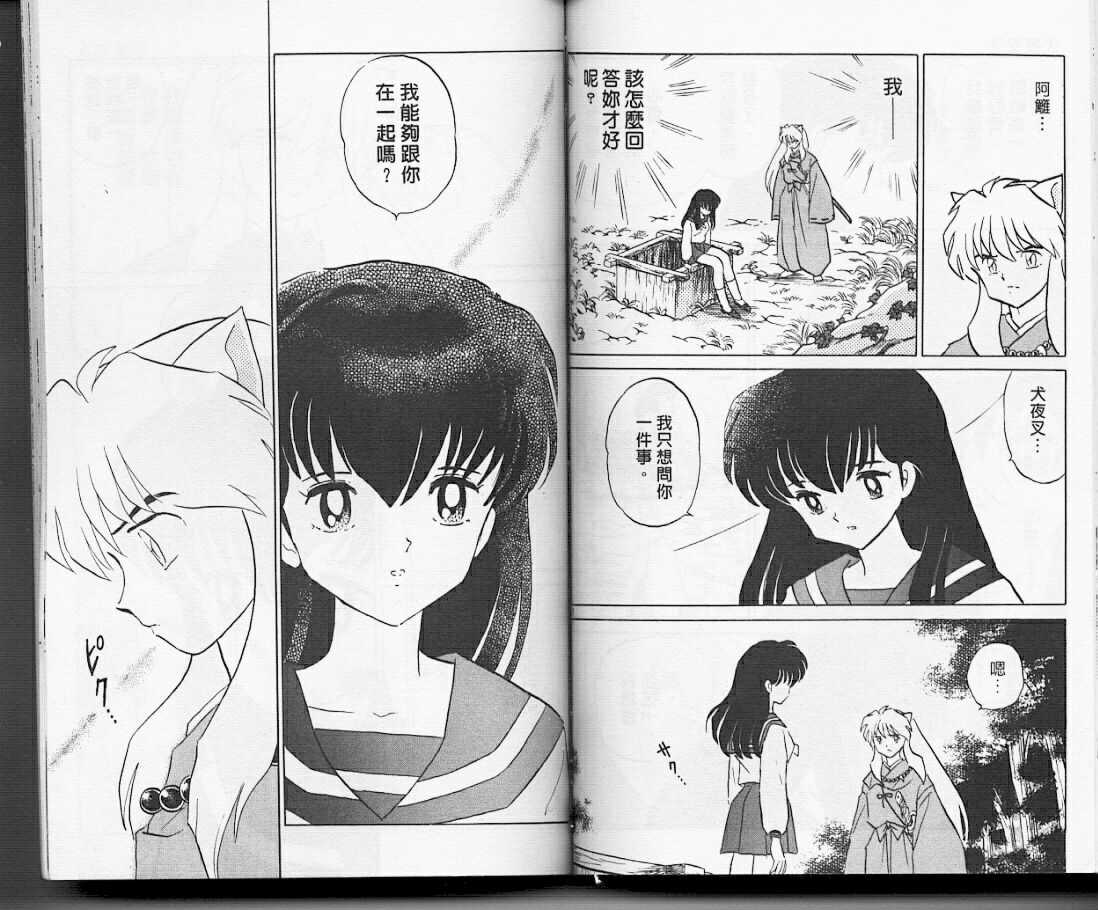 阿籬…
我——
該怎麼回
答妳才好
呢？
犬夜叉…
我只想問你
一件事。
嗯…
サク…
我能夠跟你
在一起嗎？
ピク…